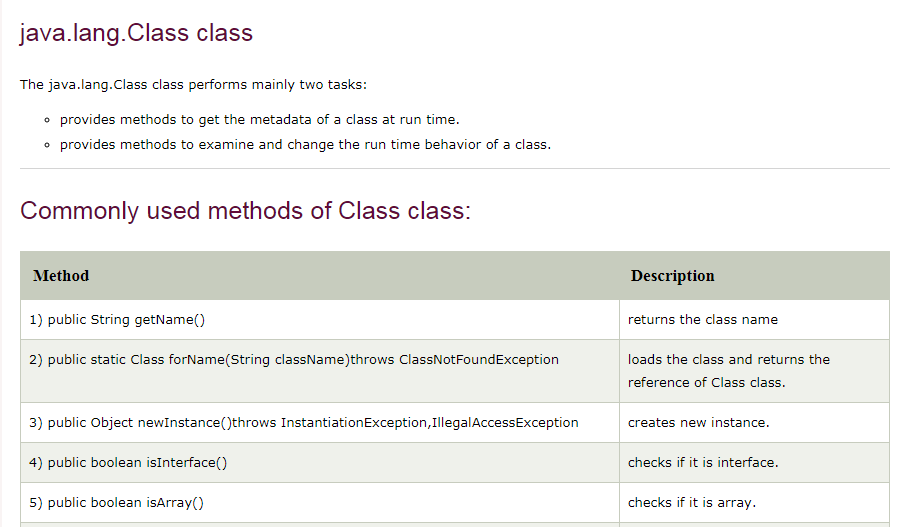 java.lang.Class class
The java.lang.Class class performs mainly two tasks:
provides methods to get the metadata of a class at run time.
provides methods to examine and change the run time behavior of a class.
Commonly used methods of Class class:
Method Description
1) public String getName() returns the class name
2) public static Class forName(String className)throws ClassNotFoundException loads the class and returns the
reference of Class class.
3) public Object newInstance()throws InstantiationException,IllegalAccessException creates new instance.
4) public boolean isInterface() checks if it is interface.
5) public boolean isArray() checks if it is array.